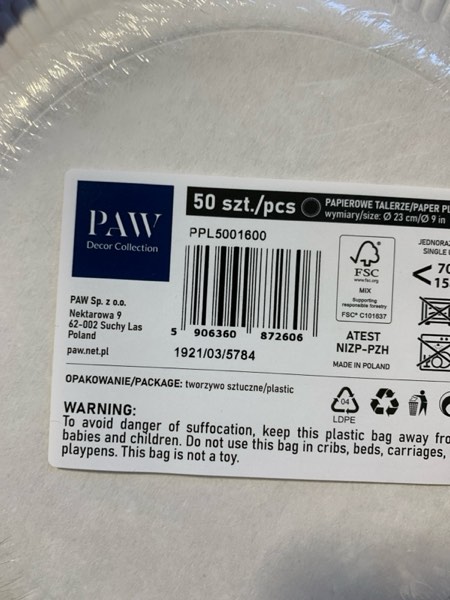 PAW
Decor Collection
50 szt./pcs
PAPIEROWE TALERZE/PAPER
wymiary/size: Ø 23 cm/Ø 9 in
PPL5001600
5 906360 872606
1921/03/5784
FSC
www.fsc.org
MIX
Supporting
responsible forestry
FSC® C101837
ATEST
NIZP-PZH
MADE IN POLAND
SINGLE
<
PAW Sp. z o.o.
Nektarowa 9
62-002 Suchy Las
Poland
paw.net.pl
OPAKOWANIE/PACKAGE: tworzywo sztuczne/plastic
04
LDPE
WARNING:
To avoid danger of suffocation, keep this plastic bag away
babies and children. Do not use this bag in cribs, beds, carriages,
playpens. This bag is not a toy.